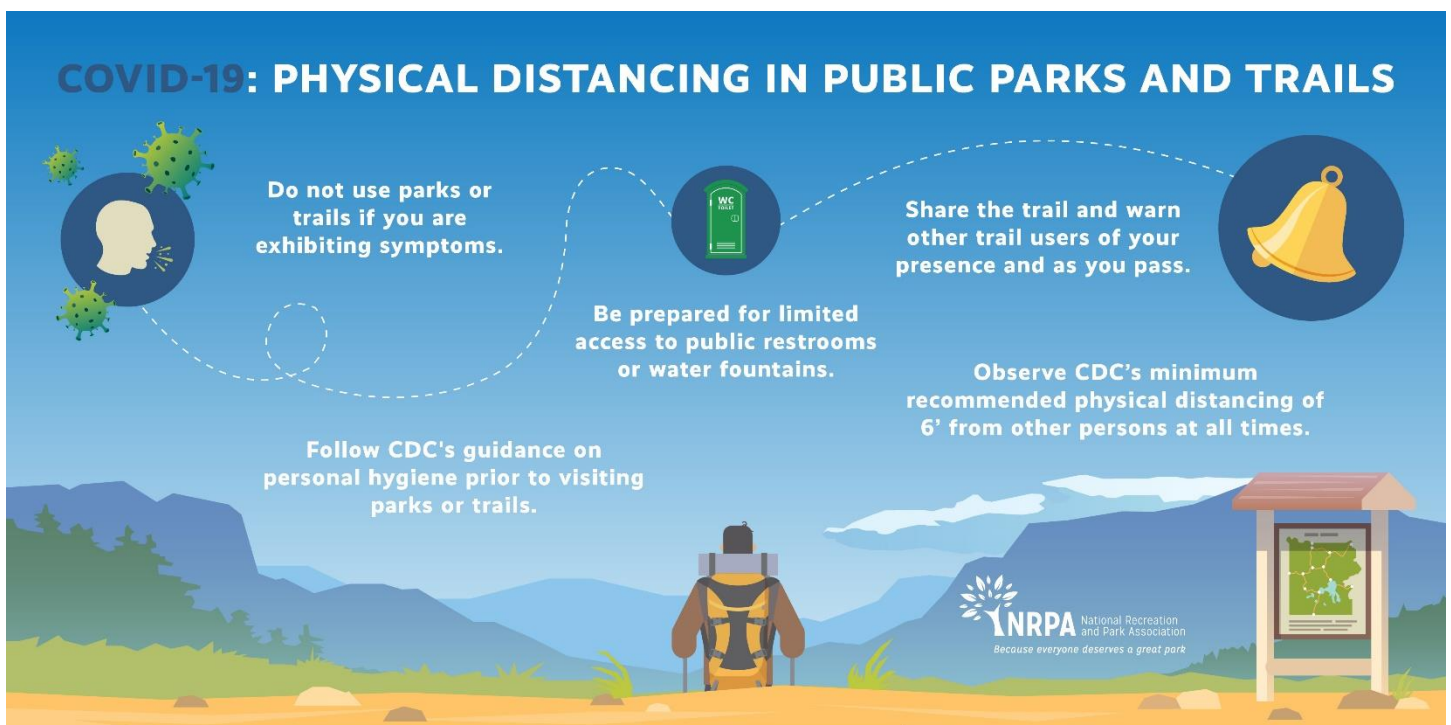 COVID-19: PHYSICAL DISTANCING IN PUBLIC PARKS AND TRAILS
Do not use parks or
trails if you are
exhibiting symptoms.
Follow CDC's guidance on
personal hygiene prior to visiting
parks or trails.
WC
TOILET
Be prepared for limited
access to public restrooms
or water fountains.
Share the trail and warn
other trail users of your
presence and as you pass.
Observe CDC’s minimum
recommended physical distancing of
6’ from other persons at all times.
NRPA
National Recreation
and Park Association
Because everyone deserves a great park